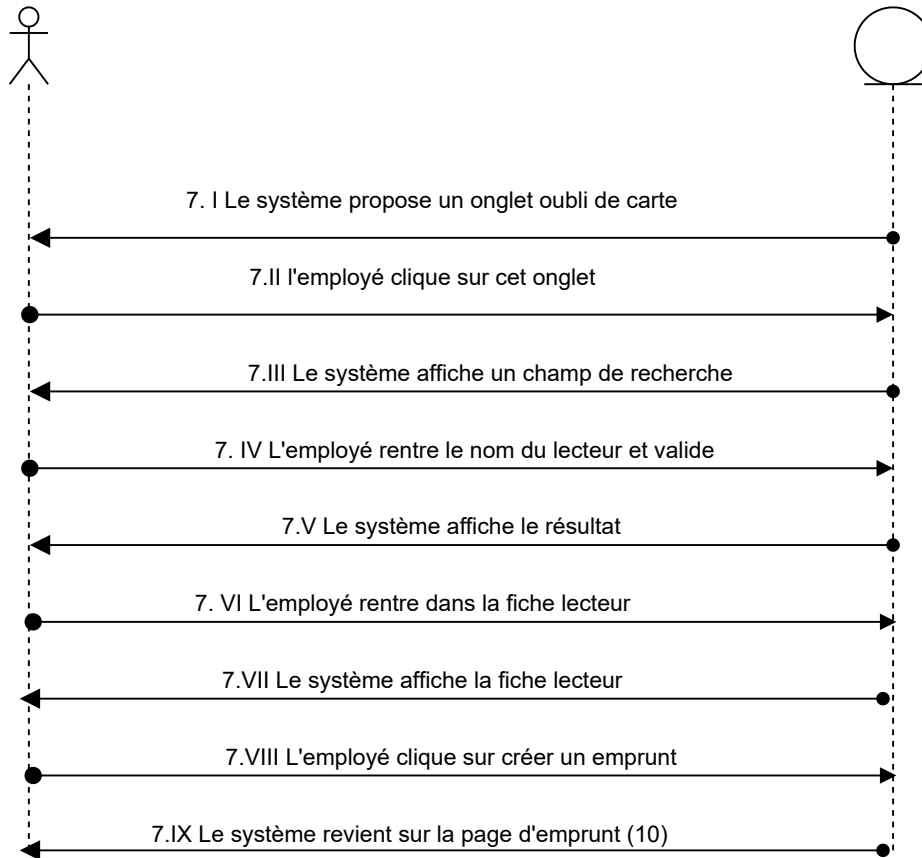 7. I Le système propose un onglet oubli de carte
7.II l'employé clique sur cet onglet
7.III Le système affiche un champ de recherche
7. IV L'employé rentre le nom du lecteur et valide
7.V Le système affiche le résultat
7. VI L'employé rentre dans la fiche lecteur
7.VII Le système affiche la fiche lecteur
7.VIII L'employé clique sur créer un emprunt
7.IX Le système revient sur la page d'emprunt (10)